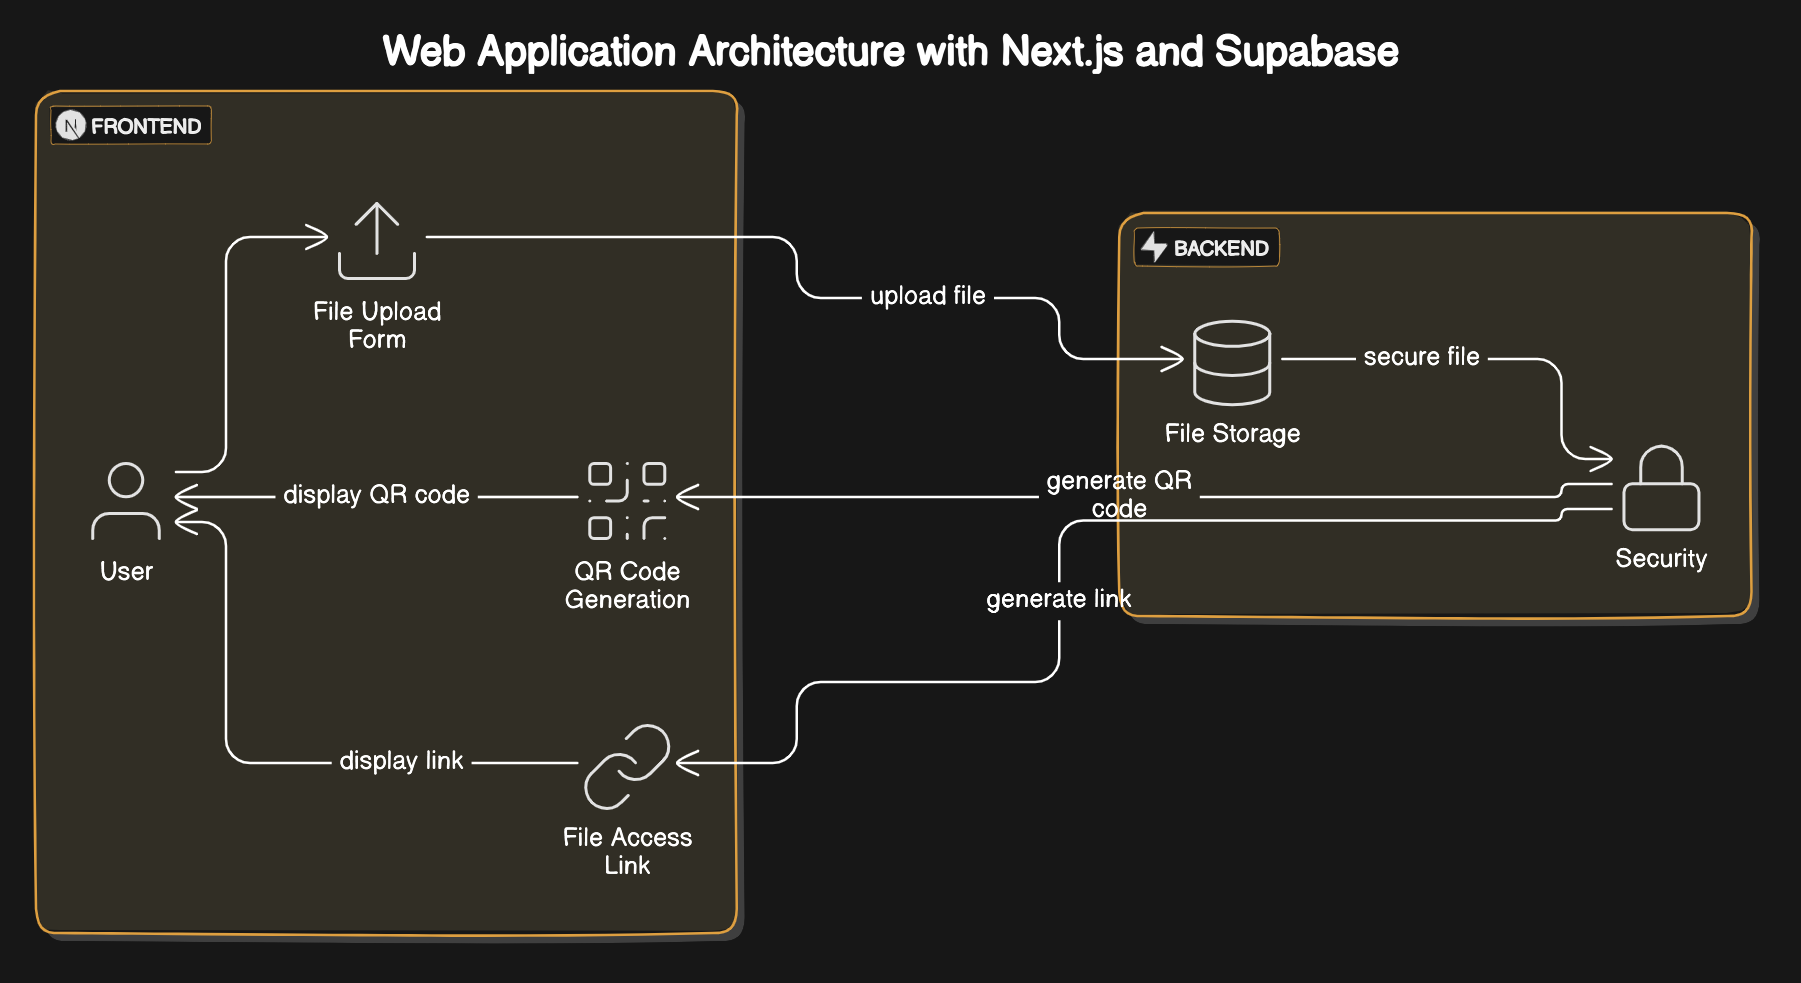 Web Application Architecture with Next.js and Supabase
N FRONTEND
BACKEND
File Upload
Form
upload file
File Storage
secure file
Security
generate QR
code
generate link
display QR code
QR Code
Generation
User
display link
File Access
Link